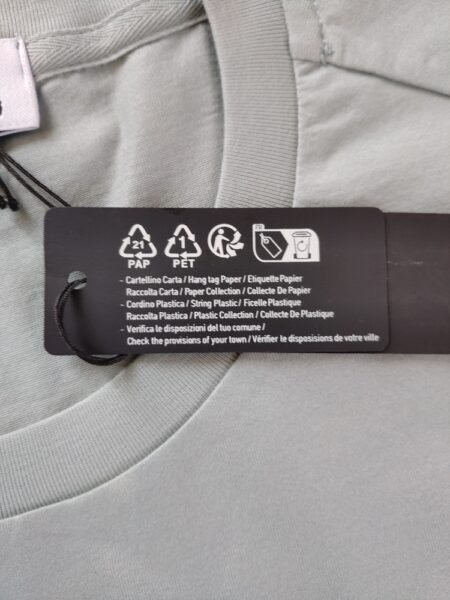 21 1 FR
PAP PET
- Cartellino Carta / Hang tag Paper / Etiquette Papier
Raccolta Carta / Paper Collection / Collecte De Papier
- Cordino Plastica / String Plastic / Ficelle Plastique
Raccolta Plastica / Plastic Collection / Collecte De Plastique
- Verifica le disposizioni del tuo comune /
Check the provisions of your town / Vérifier le disposiciones de votre ville